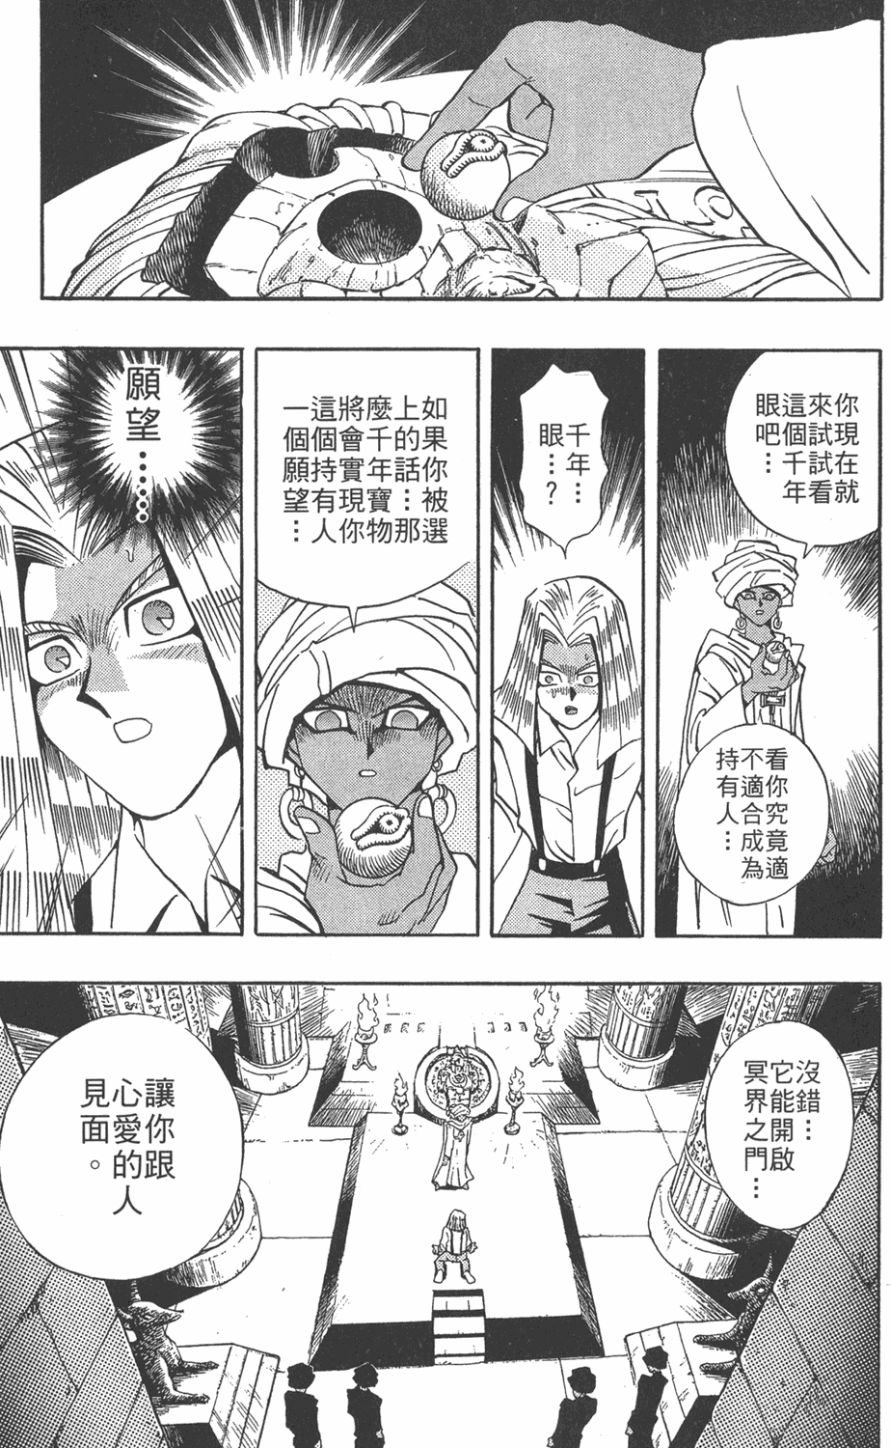 你現在就
來試試看
這個千年
眼吧…
看你究竟適
不適合成為
持有人…
千年…
眼…?
如果你被選
上的話…那
麼千年寶物
將會實現你
這個持有人
一個願望…
願望……
沒錯…
它能開啟
冥界之門…
讓你跟
心愛的人
見面。